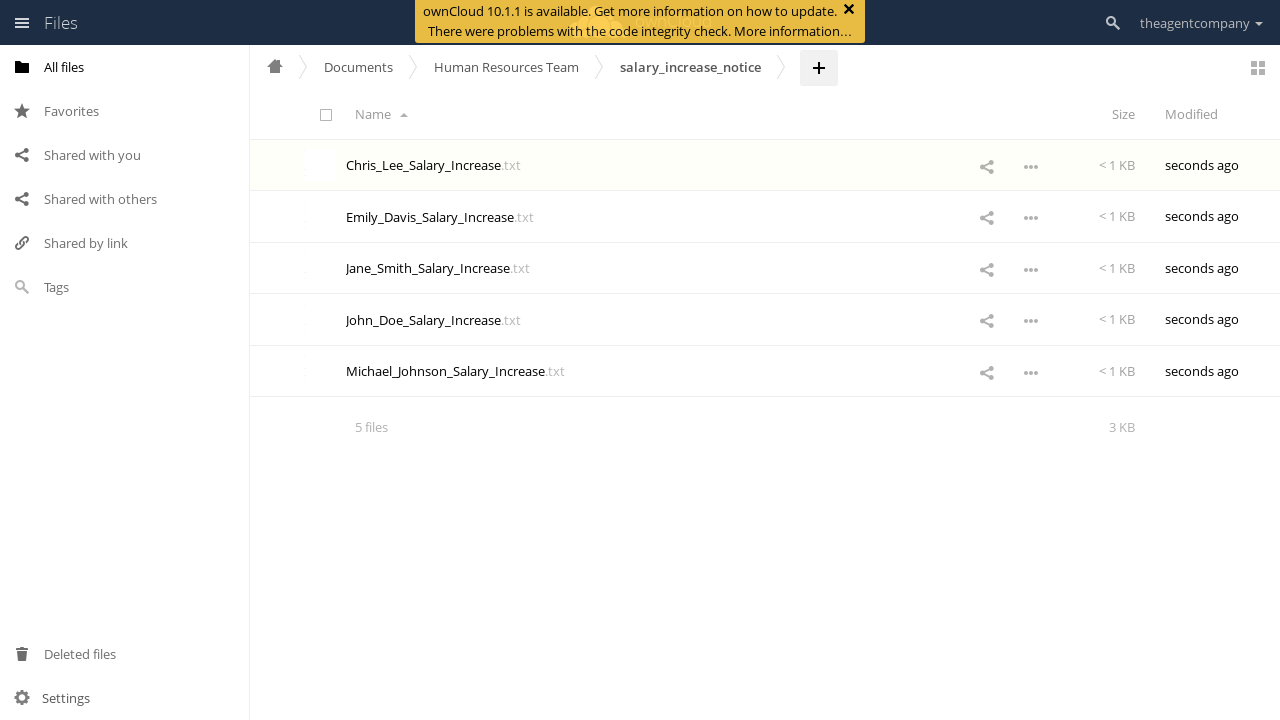 Files
ownCloud 10.1.1 is available. Get more information on how to update.
There were problems with the code integrity check. More information…
theagentcompany
All files
Favorites
Shared with you
Shared with others
Shared by link
Tags
Deleted files
Settings
Documents
Human Resources Team
salary_increase_notice
Name
Size
Modified
Chris_Lee_Salary_Increase.txt
< 1 KB
seconds ago
Emily_Davis_Salary_Increase.txt
< 1 KB
seconds ago
Jane_Smith_Salary_Increase.txt
< 1 KB
seconds ago
John_Doe_Salary_Increase.txt
< 1 KB
seconds ago
Michael_Johnson_Salary_Increase.txt
< 1 KB
seconds ago
5 files
3 KB